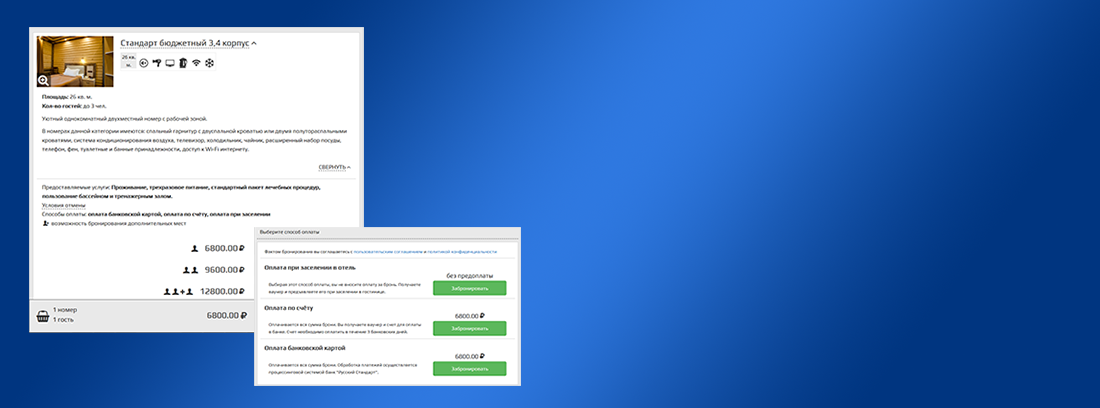 Стандарт бюджетный 3,4 корпус
26 кв. м.
Площадь: 26 кв. м.
Кол-во гостей: до 3 чел.
Уютный однокомнатный двухместный номер с рабочей зоной.
В номерах данной категории имеются: спальный гарнитур с двуспальной кроватью или двумя полутораспальными
кроватями, система кондиционирования воздуха, телевизор, холодильник, чайник, расширенный набор посуды,
телефон, фен, туалетные и банные принадлежности, доступ к Wi-Fi интернету.
СВЕРНУТЬ
Предоставляемые услуги: Проживание, трехразовое питание, стандартный пакет лечебных процедур,
пользование бассейном и тренажерным залом.
Условия отмены
Способы оплаты: оплата банковской картой, оплата по счёту, оплата при заселении
возможность бронирования дополнительных мест
6800.00 ₽
9600.00 ₽
+ 12800.00 ₽
1 номер
1 гость
6800.00 ₽
Выберите способ оплаты
Фактом бронирования вы соглашаетесь с пользовательским соглашением и политикой конфиденциальности
Оплата при заселении в отель
Выбирая этот способ оплаты, вы не вносите оплату за бронь. Получаете
ваучер и предъявляете его при заселении в гостинице.
без предоплаты
Забронировать
Оплата по счёту
Оплачивается вся сумма брони. Вы получаете ваучер и счет для оплаты
в банке. Счет необходимо оплатить в течение 3 банковских дней.
6800.00 ₽
Забронировать
Оплата банковской картой
Оплачивается вся сумма брони. Обработка платежей осуществляется
процессинговой системой банк "Русский Стандарт".
6800.00 ₽
Забронировать